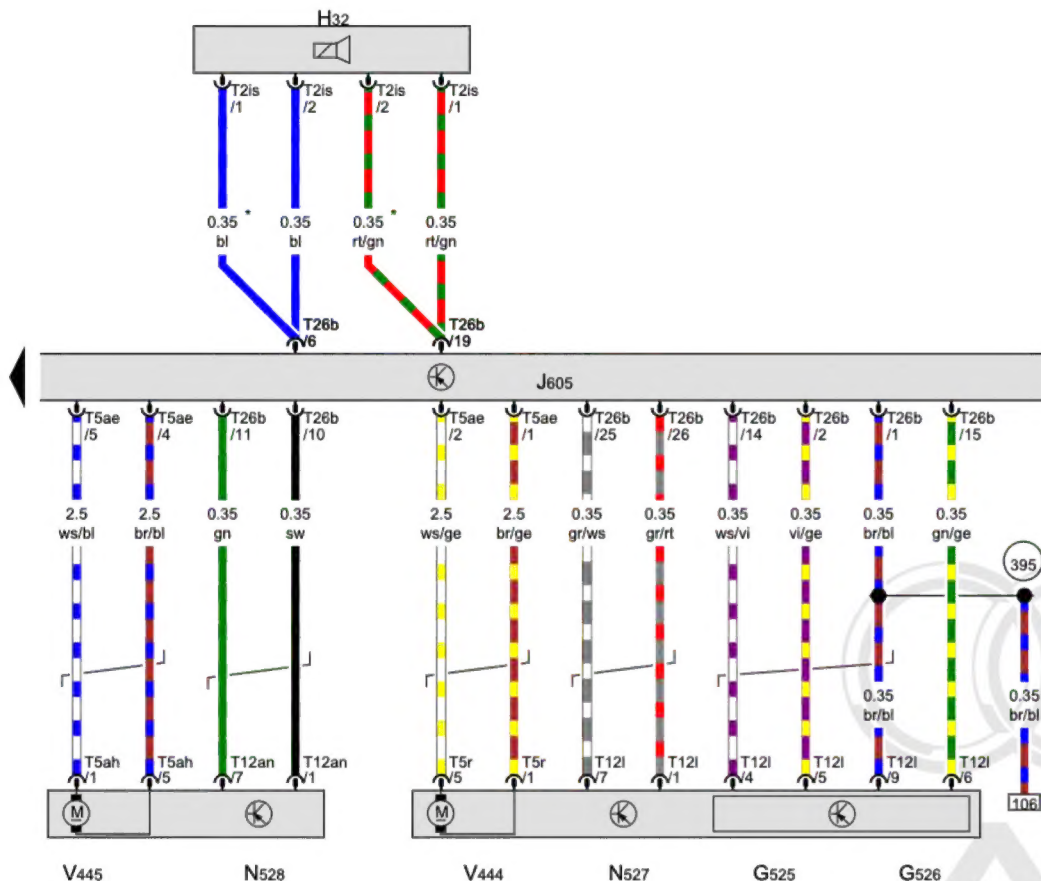 H32
T2is T2is T2is T2is
/1 /2 /2 /1
0.35 * 0.35 0.35 * 0.35
bl bl rt/gn rt/gn
T26b T26b
/6 /19
J605
T5ae T5ae T26b T26b T5ae T5ae T26b T26b T26b T26b T26b T26b
/5 /4 /11 /10 /2 /1 /25 /26 /14 /2 /1 /15
2.5 2.5 0.35 0.35 2.5 2.5 0.35 0.35 0.35 0.35 0.35 0.35
ws/bl br/bl gn sw ws/ge br/ge gr/ws gr/rt ws/vi vi/ge br/bl gn/ge
395
0.35 0.35
br/bl br/bl
T5ah T5ah T12an T12an T5r T5r T12l T12l T12l T12l T12l T12l
/1 /5 /7 /1 /5 /1 /7 /1 /4 /5 /9 /6
106
M M
V445 N528 V444 N527 G525 G526